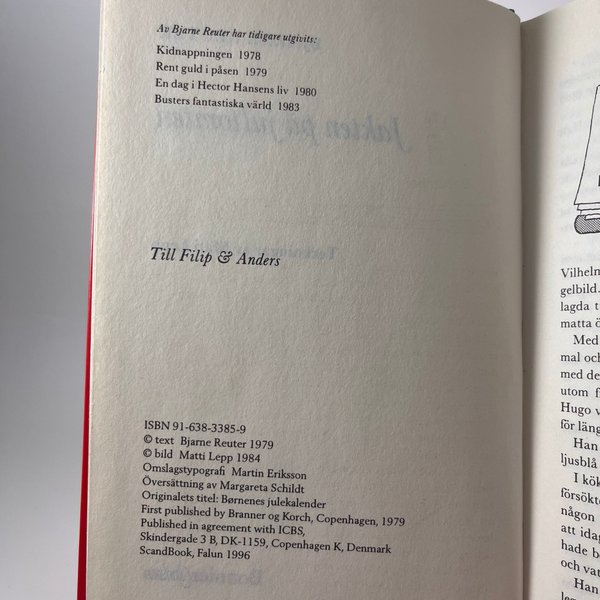 Av Bjarne Reuter har tidigare utgivits:
Kidnappningen 1978
Rent guld i påsen 1979
En dag i Hector Hansens liv 1980
Busters fantastiska värld 1983
Till Filip & Anders
ISBN 91-638-3385-9
© text Bjarne Reuter 1979
© bild Matti Lepp 1984
Omslagstypografi Martin Eriksson
Översättning av Margareta Schildt
Originalets titel: Børnenes julekalender
First published by Branner og Korch, Copenhagen, 1979
Published in agreement with ICBS,
Skindergade 3 B, DK-1159, Copenhagen K, Denmark
ScandBook, Falun 1996
Vilhelm
gelbild.
lagda t
matta ö
Med
mal och
med de
utom f
Hugo v
för läng
Han
ljusblå
I kök
försökte
någon
att idag
hade b
och vat
Han